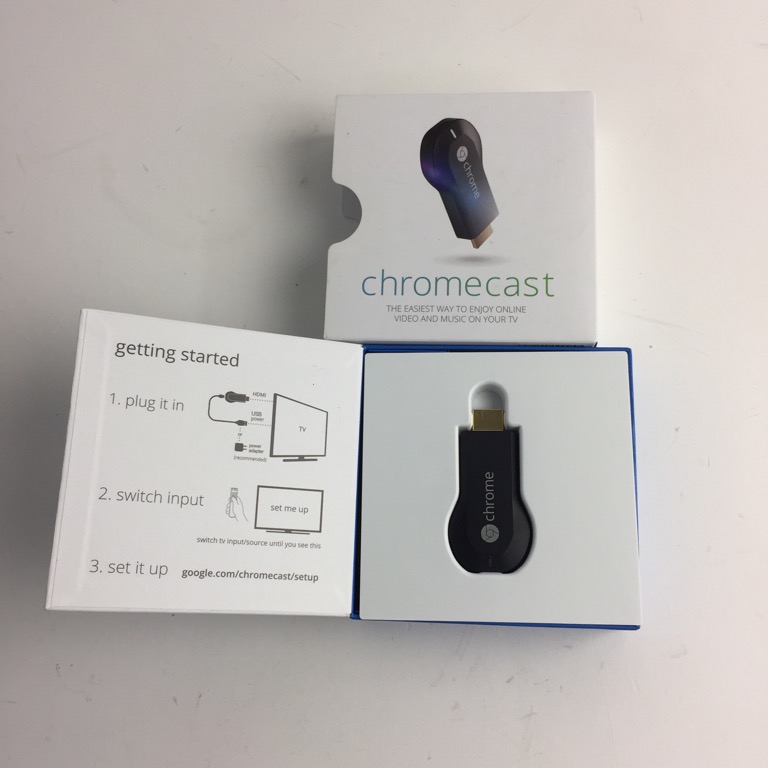 chrome
chromecast
THE EASIEST WAY TO ENJOY ONLINE
VIDEO AND MUSIC ON YOUR TV
getting started
1. plug it in
HDMI
USB
power
or
power
adapter
(recommended)
TV
2. switch input
set me up
switch tv input/source until you see this
3. set it up google.com/chromecast/setup
chrome